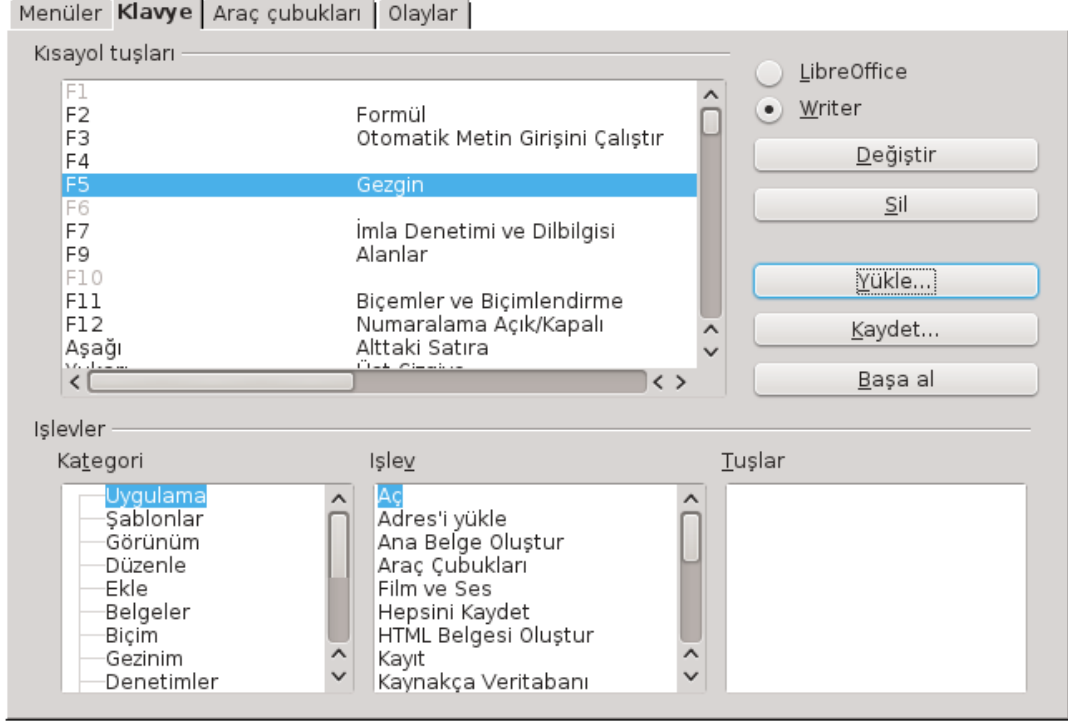 Menüler Klavye Araç çubukları Olaylar
Kısayol tuşları
F1
F2 Formül
F3 Otomatik Metin Girişini Çalıştır
F4
F5 Gezgin
F6
F7 İmla Denetimi ve Dilbilgisi
F9 Alanlar
F10
F11 Biçemler ve Biçimlendirme
F12 Numaralama Açık/Kapalı
Aşağı Alttaki Satıra
LibreOffice
Writer
Değiştir
Sil
Yükle...
Kaydet...
Başa al
Işlevler
Kategori
Uygulama
Şablonlar
Görünüm
Düzenle
Ekle
Belgeler
Biçim
Gezinim
Denetimler
Işlev
Aç
Adres'i yükle
Ana Belge Oluştur
Araç Çubukları
Film ve Ses
Hepsini Kaydet
HTML Belgesi Oluştur
Kayıt
Kaynakça Veritabanı
Tuşlar